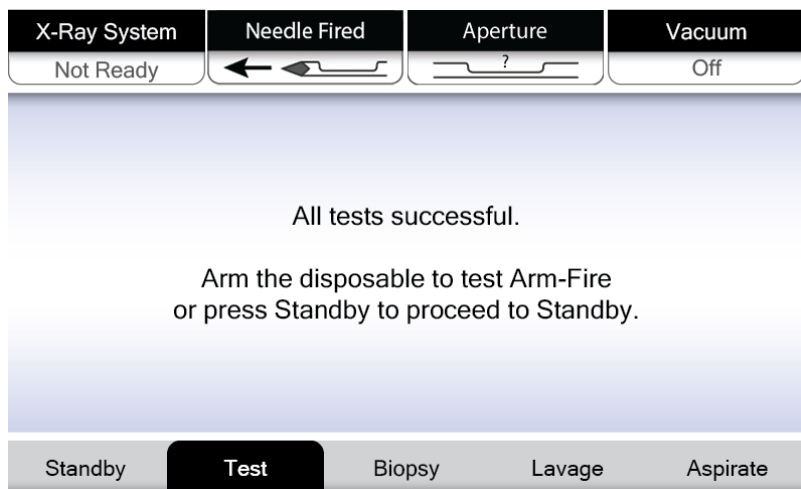 X-Ray System
Needle Fired
Aperture
Vacuum
Not Ready
?
Off
All tests successful.
Arm the disposable to test Arm-Fire
or press Standby to proceed to Standby.
Standby
Test
Biopsy
Lavage
Aspirate